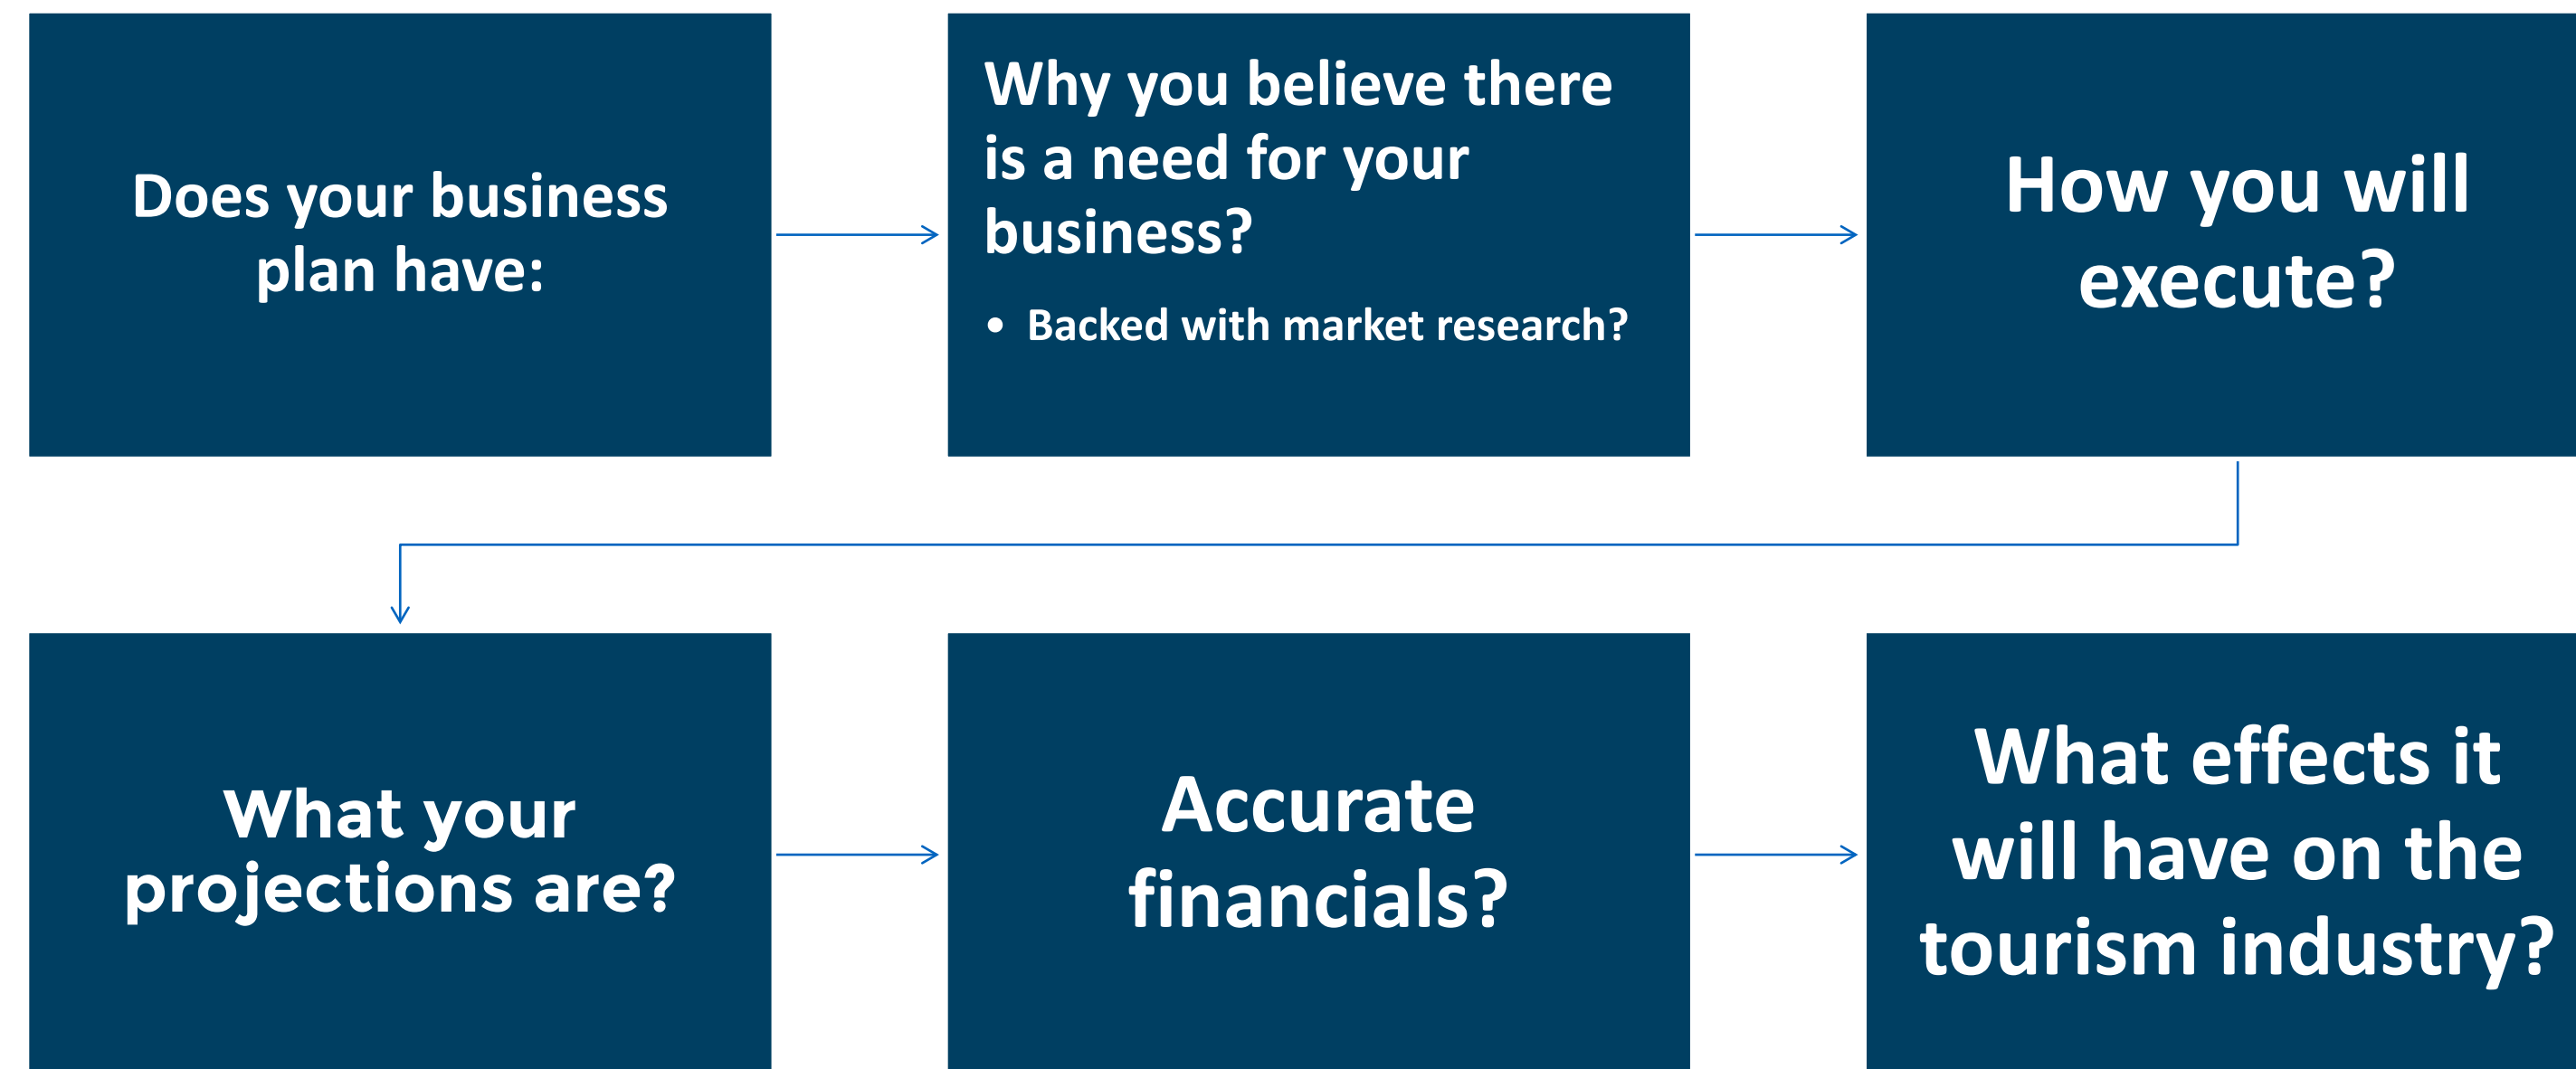 Does your business
plan have:
Why you believe there
is a need for your
business?
• Backed with market research?
How you will
execute?
What your
projections are?
Accurate
financials?
What effects it
will have on the
tourism industry?